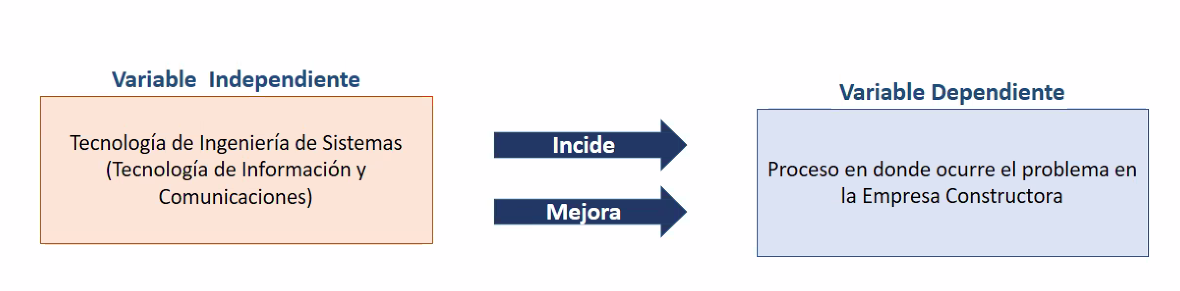 Variable Independiente
Tecnología de Ingeniería de Sistemas
(Tecnología de Información y
Comunicaciones)
Incide
Mejora
Variable Dependiente
Proceso en donde ocurre el problema en
la Empresa Constructora